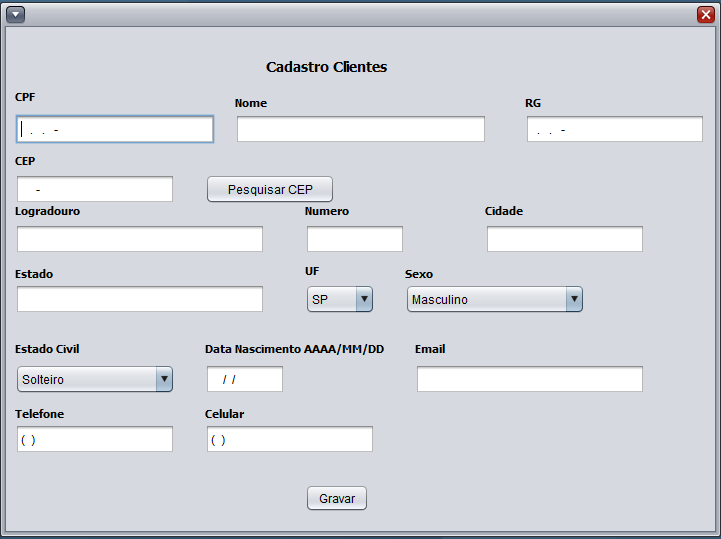 Cadastro Clientes
CPF Nome RG
. . - . . -
CEP
- Pesquisar CEP
Logradouro Numero Cidade
Estado UF Sexo
SP Masculino
Estado Civil Data Nascimento AAAA/MM/DD Email
Solteiro / /
Telefone Celular
( ) ( )
Gravar